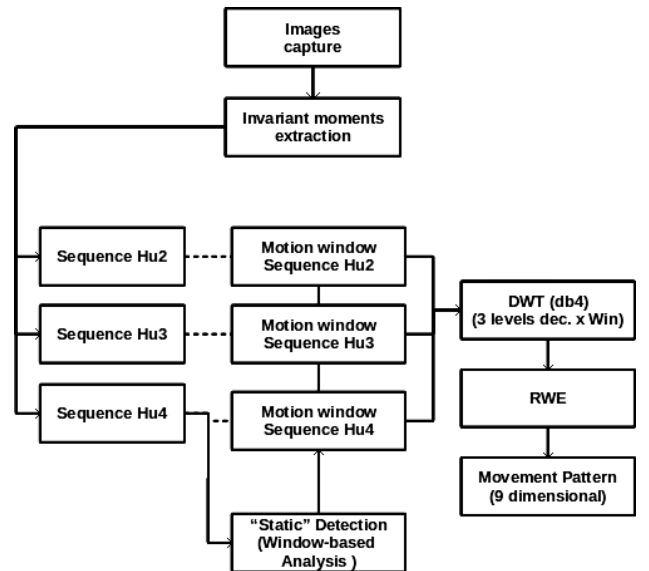 Images
capture
Invariant moments
extraction
Sequence Hu2
Motion window
Sequence Hu2
Sequence Hu3
Motion window
Sequence Hu3
Sequence Hu4
Motion window
Sequence Hu4
“Static” Detection
(Window-based
Analysis )
DWT (db4)
(3 levels dec. x Win)
RWE
Movement Pattern
(9 dimensional)